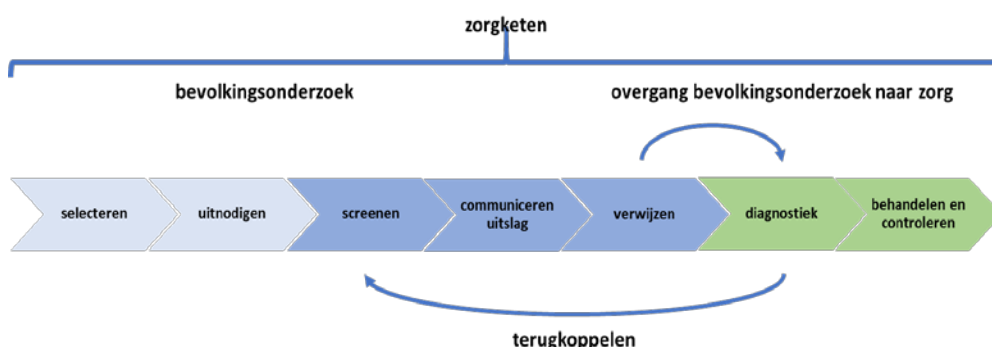 zorgketen
bevolkingsonderzoek
overgang bevolkingsonderzoek naar zorg
selecteren
uitnodigen
screenen
communiceren
uitslag
verwijzen
diagnostiek
behandelen en
controleren
terugkoppelen